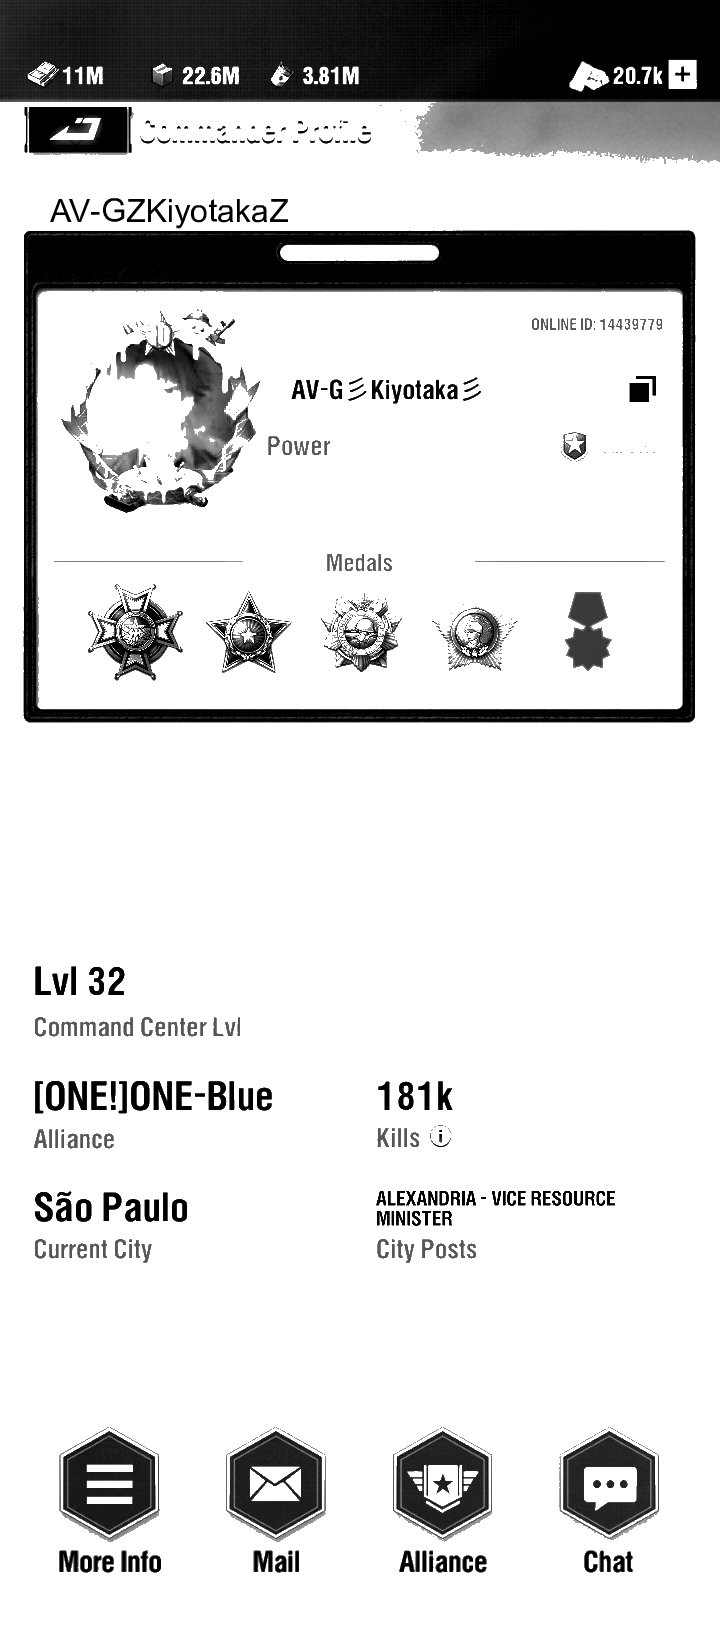 11M 22.6M 3.81M 20.7k
Commander Profile
AV-GZKiyotakaZ
ONLINE ID: 14439779
AV-G彡Kiyotaka彡
Power
Medals
Lvl 32
Command Center Lvl
[ONE!]ONE-Blue
Alliance
181k
Kills
São Paulo
Current City
ALEXANDRIA - VICE RESOURCE
MINISTER
City Posts
More Info Mail Alliance Chat